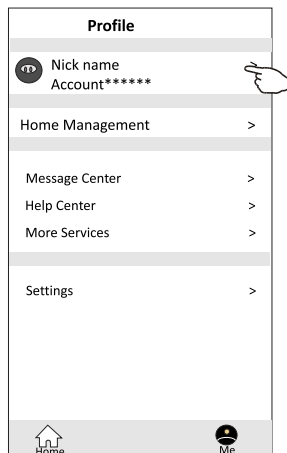 Profile
Nick name
Account******
Home Management >
Message Center >
Help Center >
More Services >
Settings >
Home Me